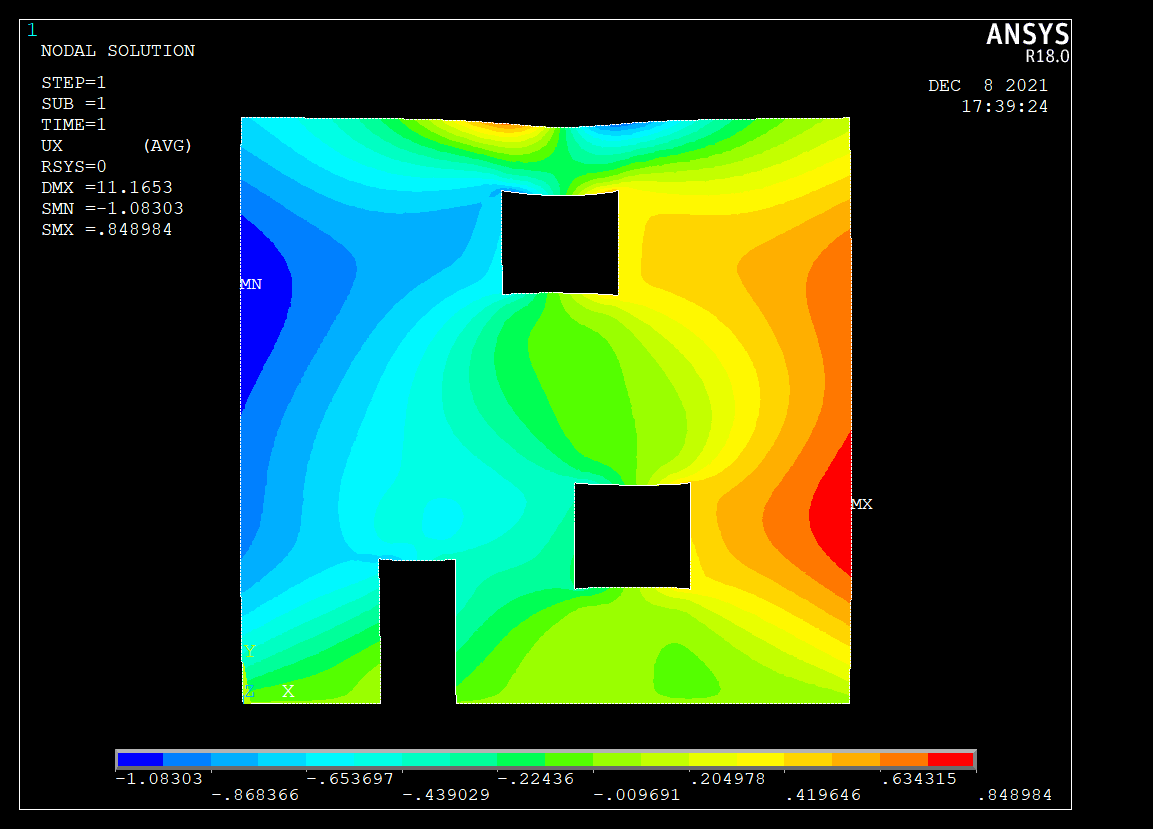 1
NODAL SOLUTION
STEP=1
SUB =1
TIME=1
UX (AVG)
RSYS=0
DMX =11.1653
SMN =-1.08303
SMX =.848984
ANSYS
R18.0
DEC 8 2021
17:39:24
MN
MX
Y
Z X
-1.08303 -.653697 -.22436 .204978 .634315
-.868366 -.439029 -.009691 .419646 .848984